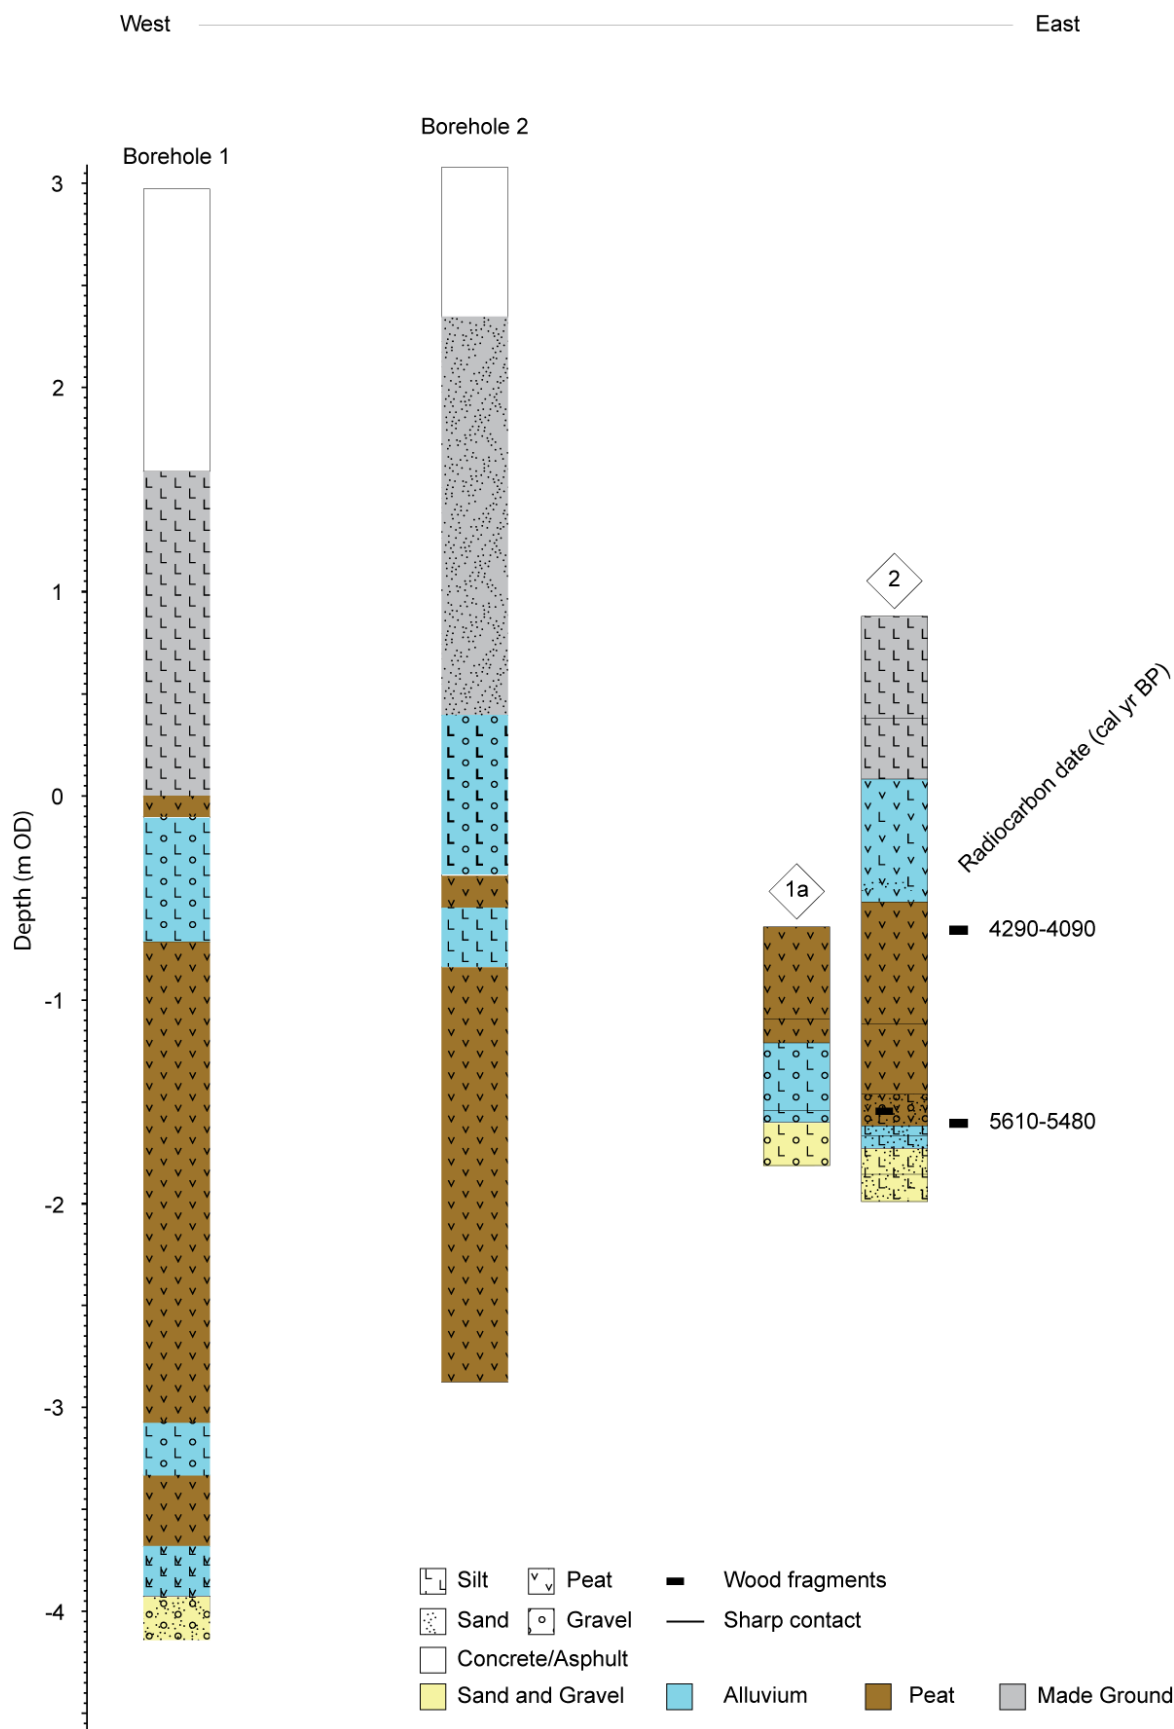 West East
Borehole 1
Borehole 2
3
2
1
0
-1
-2
-3
-4
Depth (m OD)
1a
2
Radiocarbon date (cal yr BP)
4290-4090
5610-5480
Silt Peat Wood fragments
Sand Gravel Sharp contact
Concrete/Asphult
Sand and Gravel Alluvium Peat Made Ground